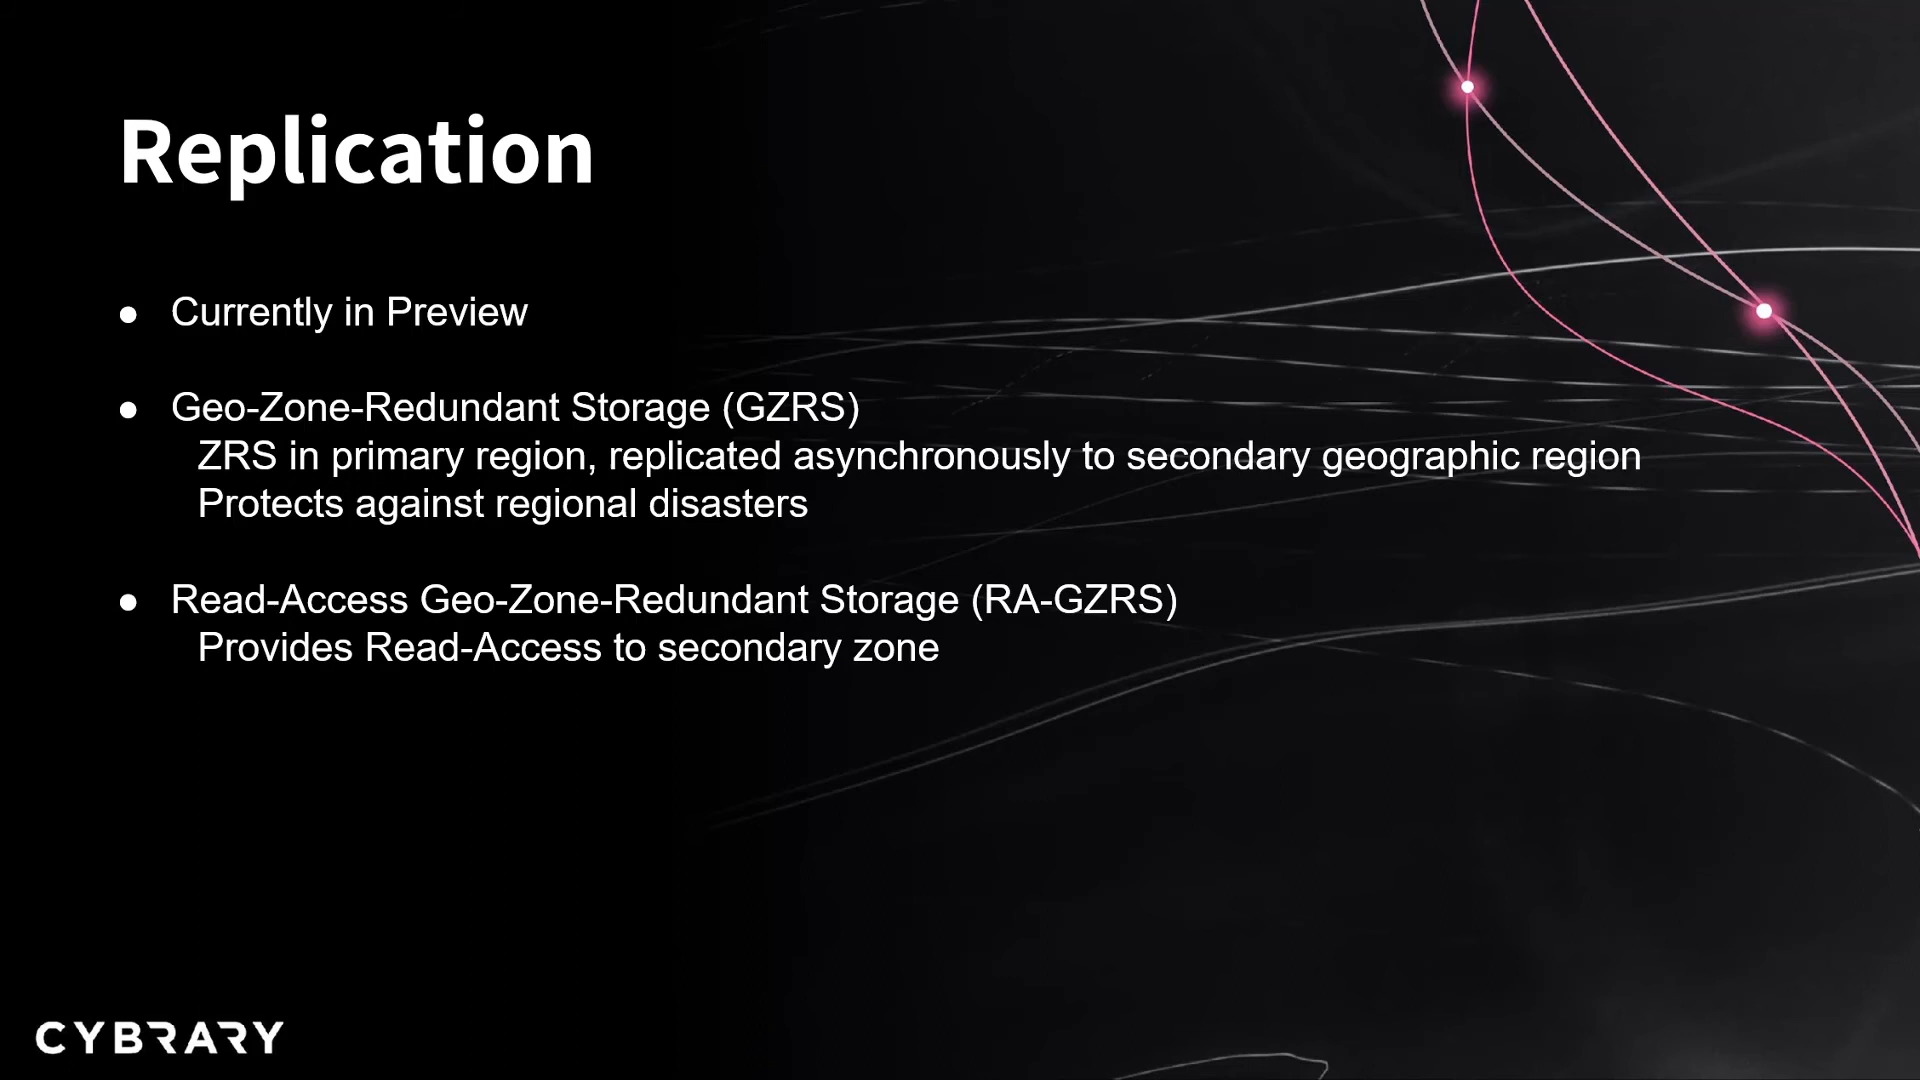 Replication
● Currently in Preview
● Geo-Zone-Redundant Storage (GZRS)
ZRS in primary region, replicated asynchronously to secondary geographic region
Protects against regional disasters
● Read-Access Geo-Zone-Redundant Storage (RA-GZRS)
Provides Read-Access to secondary zone
CYBRARY